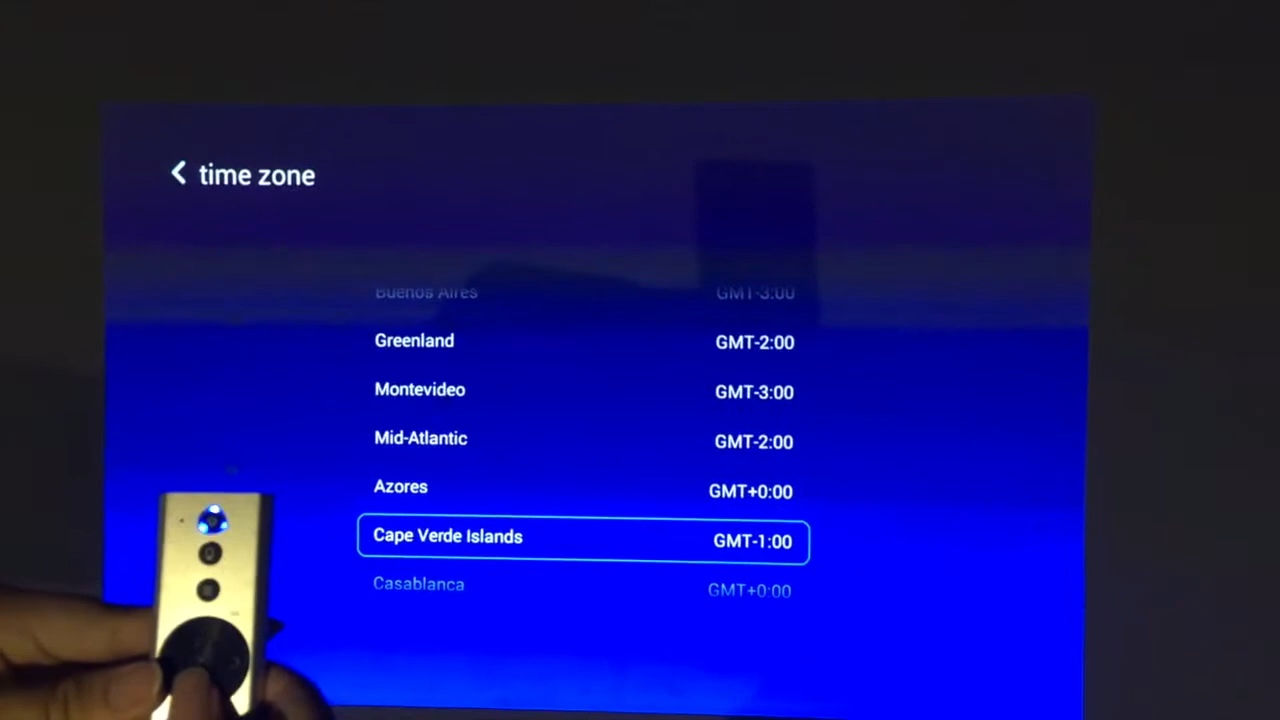 time zone
Buenos Aires GMT-3:00
Greenland GMT-2:00
Montevideo GMT-3:00
Mid-Atlantic GMT-2:00
Azores GMT+0:00
Cape Verde Islands GMT-1:00
Casablanca GMT+0:00